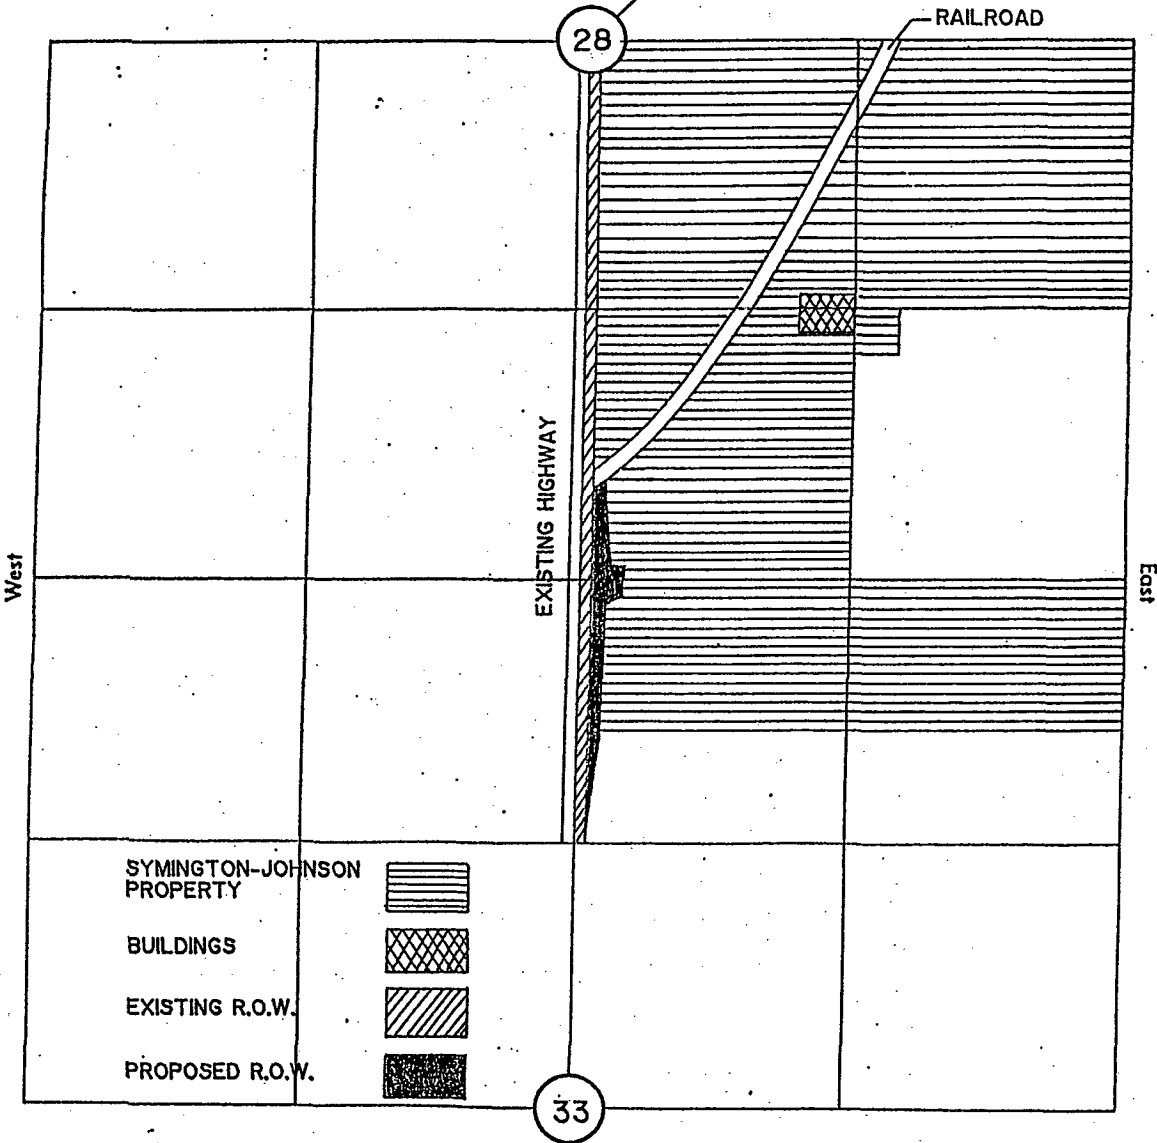 RAILROAD
28
EXISTING HIGHWAY
West
East
SYMINGTON-JOHNSON
PROPERTY
BUILDINGS
EXISTING R.O.W.
PROPOSED R.O.W.
33